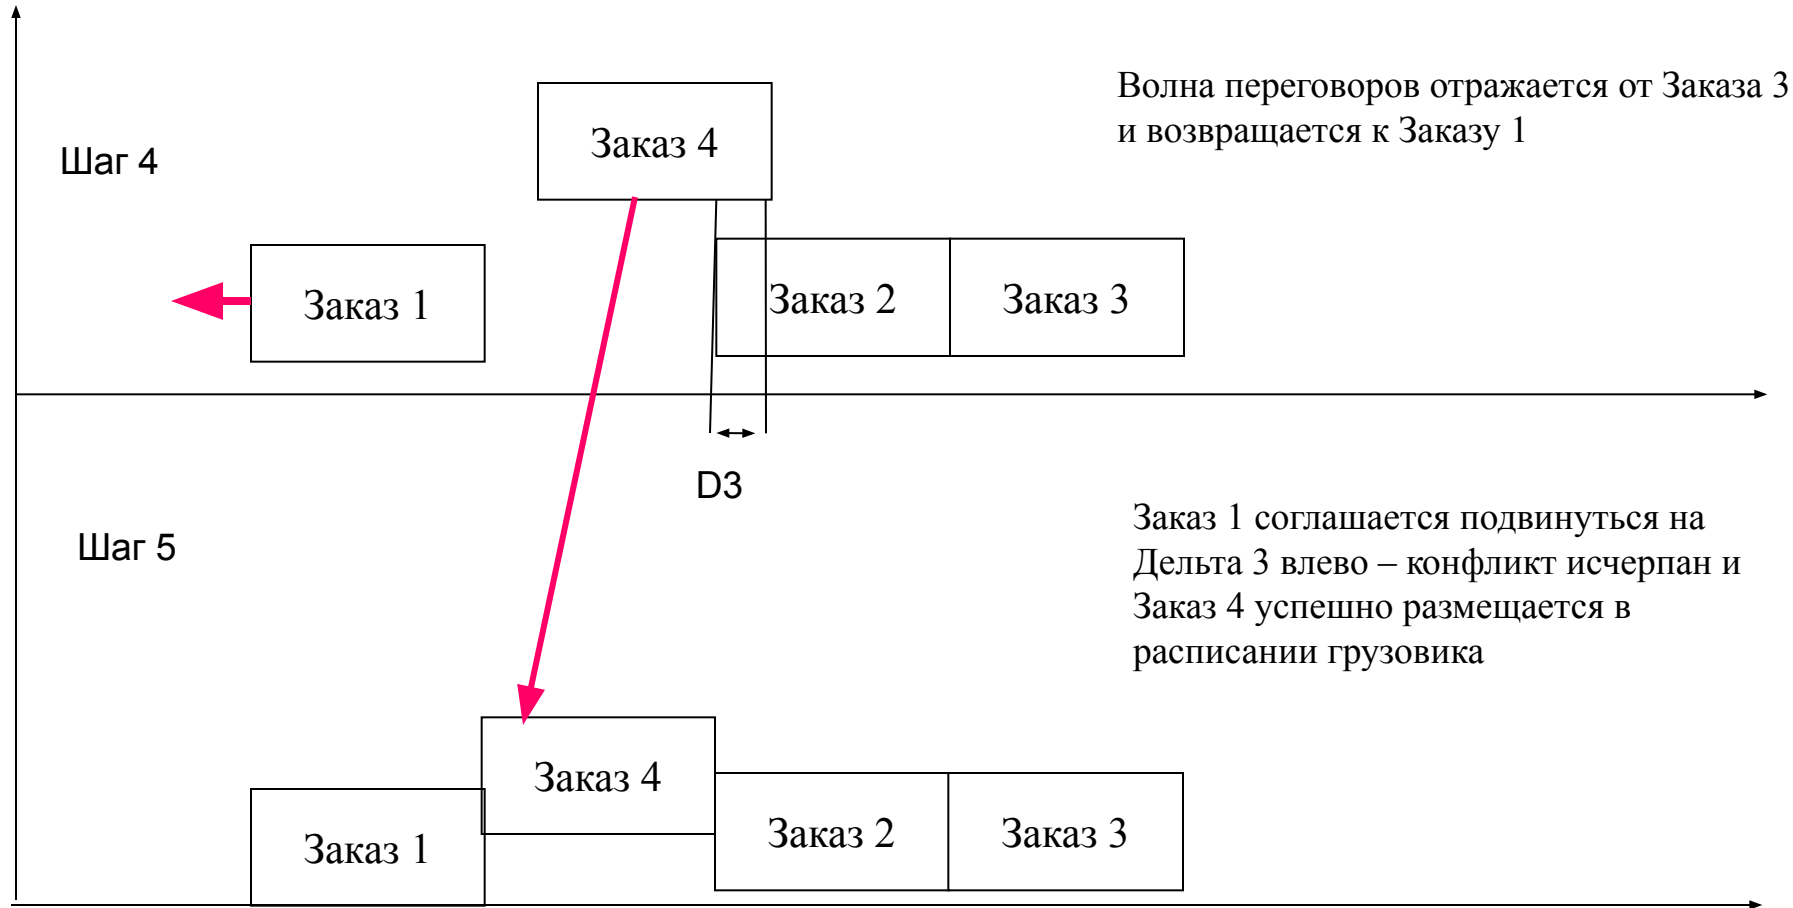 Волна переговоров отражается от Заказа 3
и возвращается к Заказу 1
Шаг 4
Заказ 4
Заказ 1
Заказ 2
Заказ 3
D3
Заказ 1 соглашается подвинуться на
Дельта 3 влево – конфликт исчерпан и
Заказ 4 успешно размещается в
расписании грузовика
Шаг 5
Заказ 4
Заказ 1
Заказ 2
Заказ 3